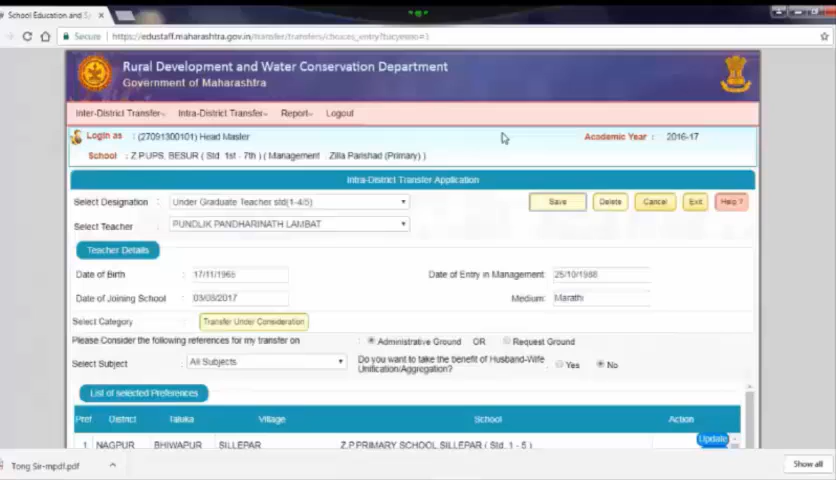 School Education and S
Secure https://edustaff.maharashtra.gov.in/transfer/transfers/choices_entry?
Rural Development and Water Conservation Department
Government of Maharashtra
Inter-District Transfer Intra-District Transfer Report Logout
Login as : (27091300101) Head Master Academic Year : 2016-17
School : Z.P.UPS. BESUR ( Std. 1st - 7th ) ( Management : Zilla Parishad (Primary) )
Intra-District Transfer Application
Select Designation : Under Graduate Teacher std(1-4/5) Save Delete Cancel Exit Help ?
Select Teacher : PUNDLIK PANDHARINATH LAMBAT
Teacher Details
Date of Birth : 17/11/1965 Date of Entry in Management: 25/10/1988
Date of Joining School : 03/08/2017 Medium: Marathi
Select Category : Transfer Under Consideration
Please Consider the following references for my transfer on : Administrative Ground OR Request Ground
Select Subject : All Subjects Do you want to take the benefit of Husband-Wife Unification/Aggregation? Yes No
List of selected Preferences
Pref District Taluka Village School Action
1 NAGPUR BHIWAPUR SILLEPAR Z.P.PRIMARY SCHOOL SILLEPAR ( Std. 1 - 5 ) Update
Tong Sir-mpdf.pdf Show all